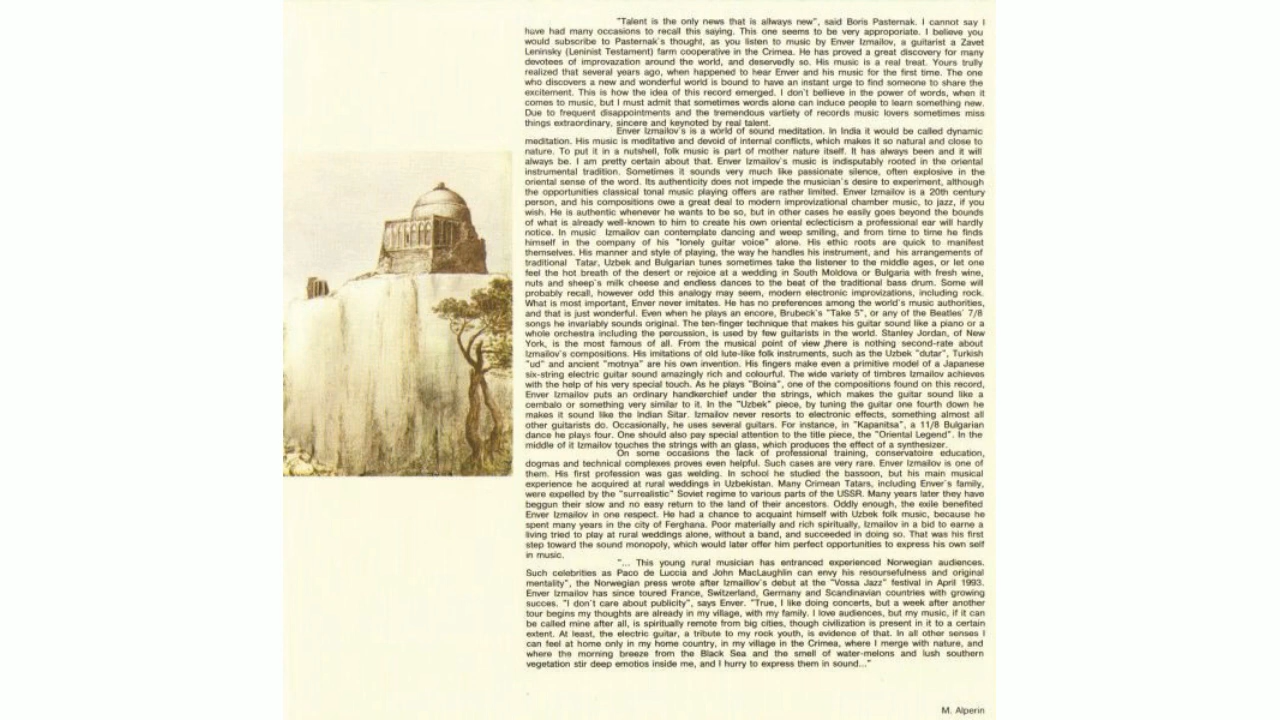 "Talent is the only news that is allways new", said Boris Pasternak. I cannot say I
have had many occasions to recall this saying. This one seems to be very approporiate. I believe you
would subscribe to Pasternak's thought, as you listen to music by Enver Izmailov, a guitarist a Zavet
Leninsky (Leninist Testament) farm cooperative in the Crimea. He has proved a great discovery for many
devotees of improvazation around the world, and deservedly so. His music is a real treat. Yours trully
realized that several years ago, when happened to hear Enver and his music for the first time. The one
who discovers a new and wonderful world is bound to have an instant urge to find someone to share the
excitement. This is how the idea of this record emerged. I don't bellieve in the power of words, when it
comes to music, but I must admit that sometimes words alone can induce people to learn something new.
Due to frequent disappointments and the tremendous vartiety of records music lovers sometimes miss
things extraordinary, sincere and keynoted by real talent.
Enver Izmailov's is a world of sound meditation. In India it would be called dynamic
meditation. His music is meditative and devoid of internal conflicts, which makes it so natural and close to
nature. To put it in a nutshell, folk music is part of mother nature itself. It has always been and it will
always be. I am pretty certain about that. Enver Izmailov's music is indisputably rooted in the oriental
instrumental tradition. Sometimes it sounds very much like passionate silence, often explosive in the
oriental sense of the word. Its authenticity does not impede the musician's desire to experiment, although
the opportunities classical tonal music playing offers are rather limited. Enver Izmailov is a 20th century
person, and his compositions owe a great deal to modern improvizational chamber music, to jazz, if you
wish. He is authentic whenever he wants to be so, but in other cases he easily goes beyond the bounds
of what is already well-known to him to create his own oriental eclecticism a professional ear will hardly
notice. In music Izmailov can contemplate dancing and weep smiling, and from time to time he finds
himself in the company of his "lonely guitar voice" alone. His ethic roots are quick to manifest
themselves. His manner and style of playing, the way he handles his instrument, and his arrangements of
traditional Tatar, Uzbek and Bulgarian tunes sometimes take the listener to the middle ages, or let one
feel the hot breath of the desert or rejoice at a wedding in South Moldova or Bulgaria with fresh wine,
nuts and sheep's milk cheese and endless dances to the beat of the traditional bass drum. Some will
probably recall, however odd this analogy may seem, modern electronic improvizations, including rock.
What is most important, Enver never imitates. He has no preferences among the world's music authorities,
and that is just wonderful. Even when he plays an encore, Brubeck's "Take 5", or any of the Beatles' 7/8
songs he invariably sounds original. The ten-finger technique that makes his guitar sound like a piano or a
whole orchestra including the percussion, is used by few guitarists in the world. Stanley Jordan, of New
York, is the most famous of all. From the musical point of view ,there is nothing second-rate about
Izmailov's compositions. His imitations of old lute-like folk instruments, such as the Uzbek "dutar", Turkish
"ud" and ancient "motnya" are his own invention. His fingers make even a primitive model of a Japanese
six-string electric guitar sound amazingly rich and colourful. The wide variety of timbres Izmailov achieves
with the help of his very special touch. As he plays "Boina", one of the compositions found on this record,
Enver Izmailov puts an ordinary handkerchief under the strings, which makes the guitar sound like a
cembalo or something very similar to it. In the "Uzbek" piece, by tuning the guitar one fourth down he
makes it sound like the Indian Sitar. Izmailov never resorts to electronic effects, something almost all
other guitarists do. Occasionally, he uses several guitars. For instance, in "Kapanitsa", a 11/8 Bulgarian
dance he plays four. One should also pay special attention to the title piece, the "Oriental Legend". In the
middle of it Izmailov touches the strings with an glass, which produces the effect of a synthesizer.
On some occasions the lack of professional training, conservatoire education,
dogmas and technical complexes proves even helpful. Such cases are very rare. Enver Izmailov is one of
them. His first profession was gas welding. In school he studied the bassoon, but his main musical
experience he acquired at rural weddings in Uzbekistan. Many Crimean Tatars, including Enver's family,
were expelled by the "surrealistic" Soviet regime to various parts of the USSR. Many years later they have
beggun their slow and no easy return to the land of their ancestors. Oddly enough, the exile benefited
Enver Izmailov in one respect. He had a chance to acquaint himself with Uzbek folk music, because he
spent many years in the city of Ferghana. Poor materially and rich spiritually, Izmailov in a bid to earne a
living tried to play at rural weddings alone, without a band, and succeeded in doing so. That was his first
step toward the sound monopoly, which would later offer him perfect opportunities to express his own self
in music.
"... This young rural musician has entranced experienced Norwegian audiences.
Such celebrities as Paco de Luccia and John MacLaughlin can envy his resoursefulness and original
mentality", the Norwegian press wrote after Izmaillov's debut at the "Vossa Jazz" festival in April 1993.
Enver Izmailov has since toured France, Switzerland, Germany and Scandinavian countries with growing
succes. "I don't care about publicity", says Enver. "True, I like doing concerts, but a week after another
tour begins my thoughts are already in my village, with my family. I love audiences, but my music, if it can
be called mine after all, is spiritually remote from big cities, though civilization is present in it to a certain
extent. At least, the electric guitar, a tribute to my rock youth, is evidence of that. In all other senses I
can feel at home only in my home country, in my village in the Crimea, where I merge with nature, and
where the morning breeze from the Black Sea and the smell of water-melons and lush southern
vegetation stir deep emotios inside me, and I hurry to express them in sound..."
M. Alperin